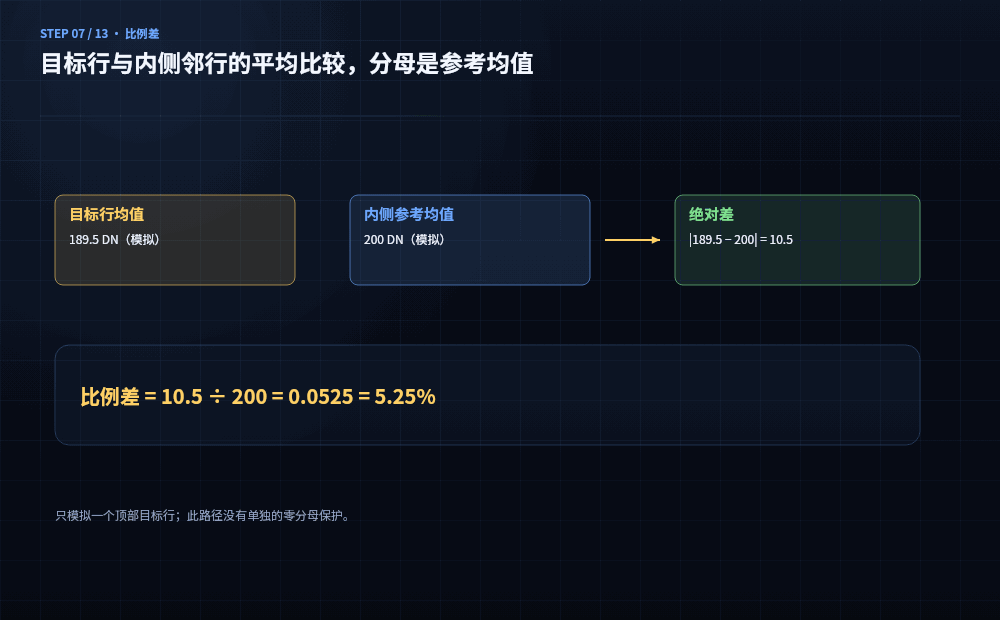 STEP 07 / 13 · 比例差
目标行与内侧邻行的平均比较，分母是参考均值
目标行均值
189.5 DN（模拟）
内侧参考均值
200 DN（模拟）
绝对差
|189.5 − 200| = 10.5
比例差 = 10.5 ÷ 200 = 0.0525 = 5.25%
只模拟一个顶部目标行；此路径没有单独的零分母保护。